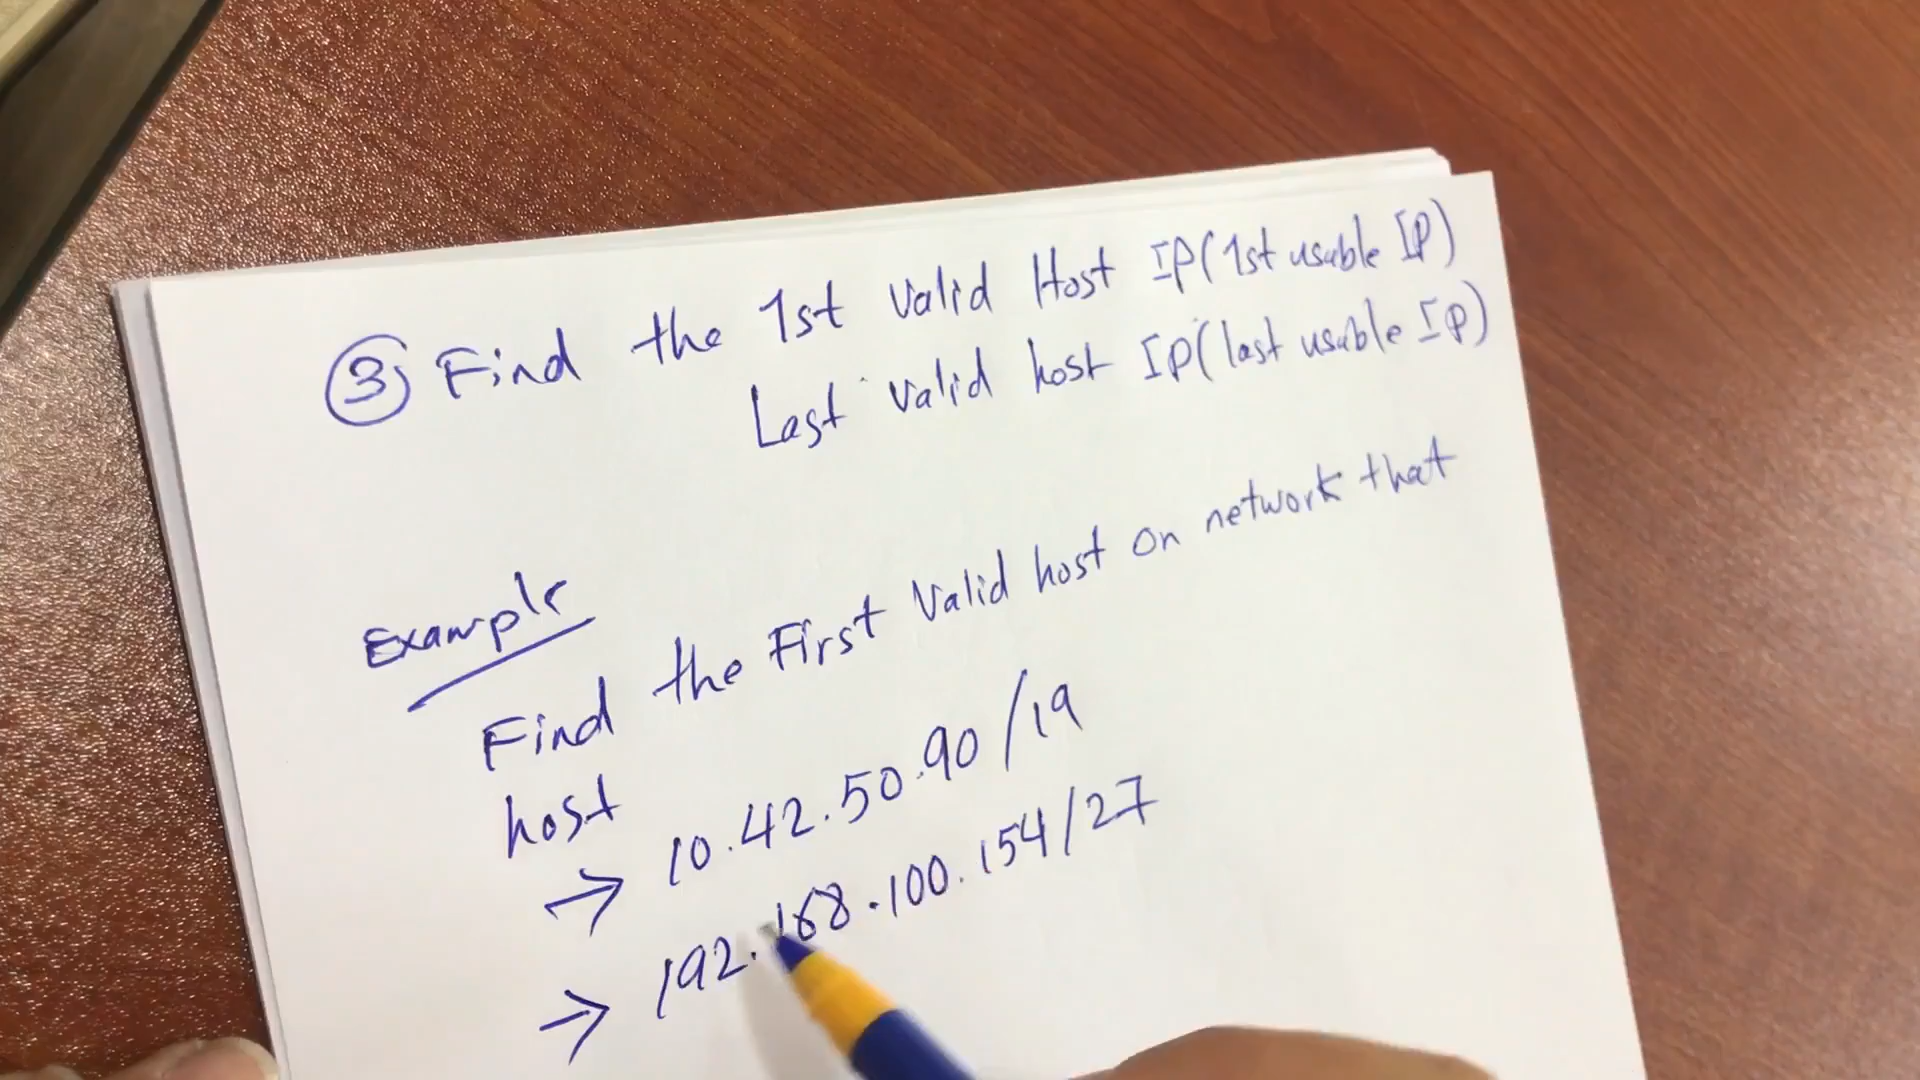 ③ Find the 1st Valid Host IP(1st usable IP)
Last valid host IP(last usable IP)
Example
Find the First Valid host on network that
host
→ 10.42.50.90/19
→ 192.168.100.154/27